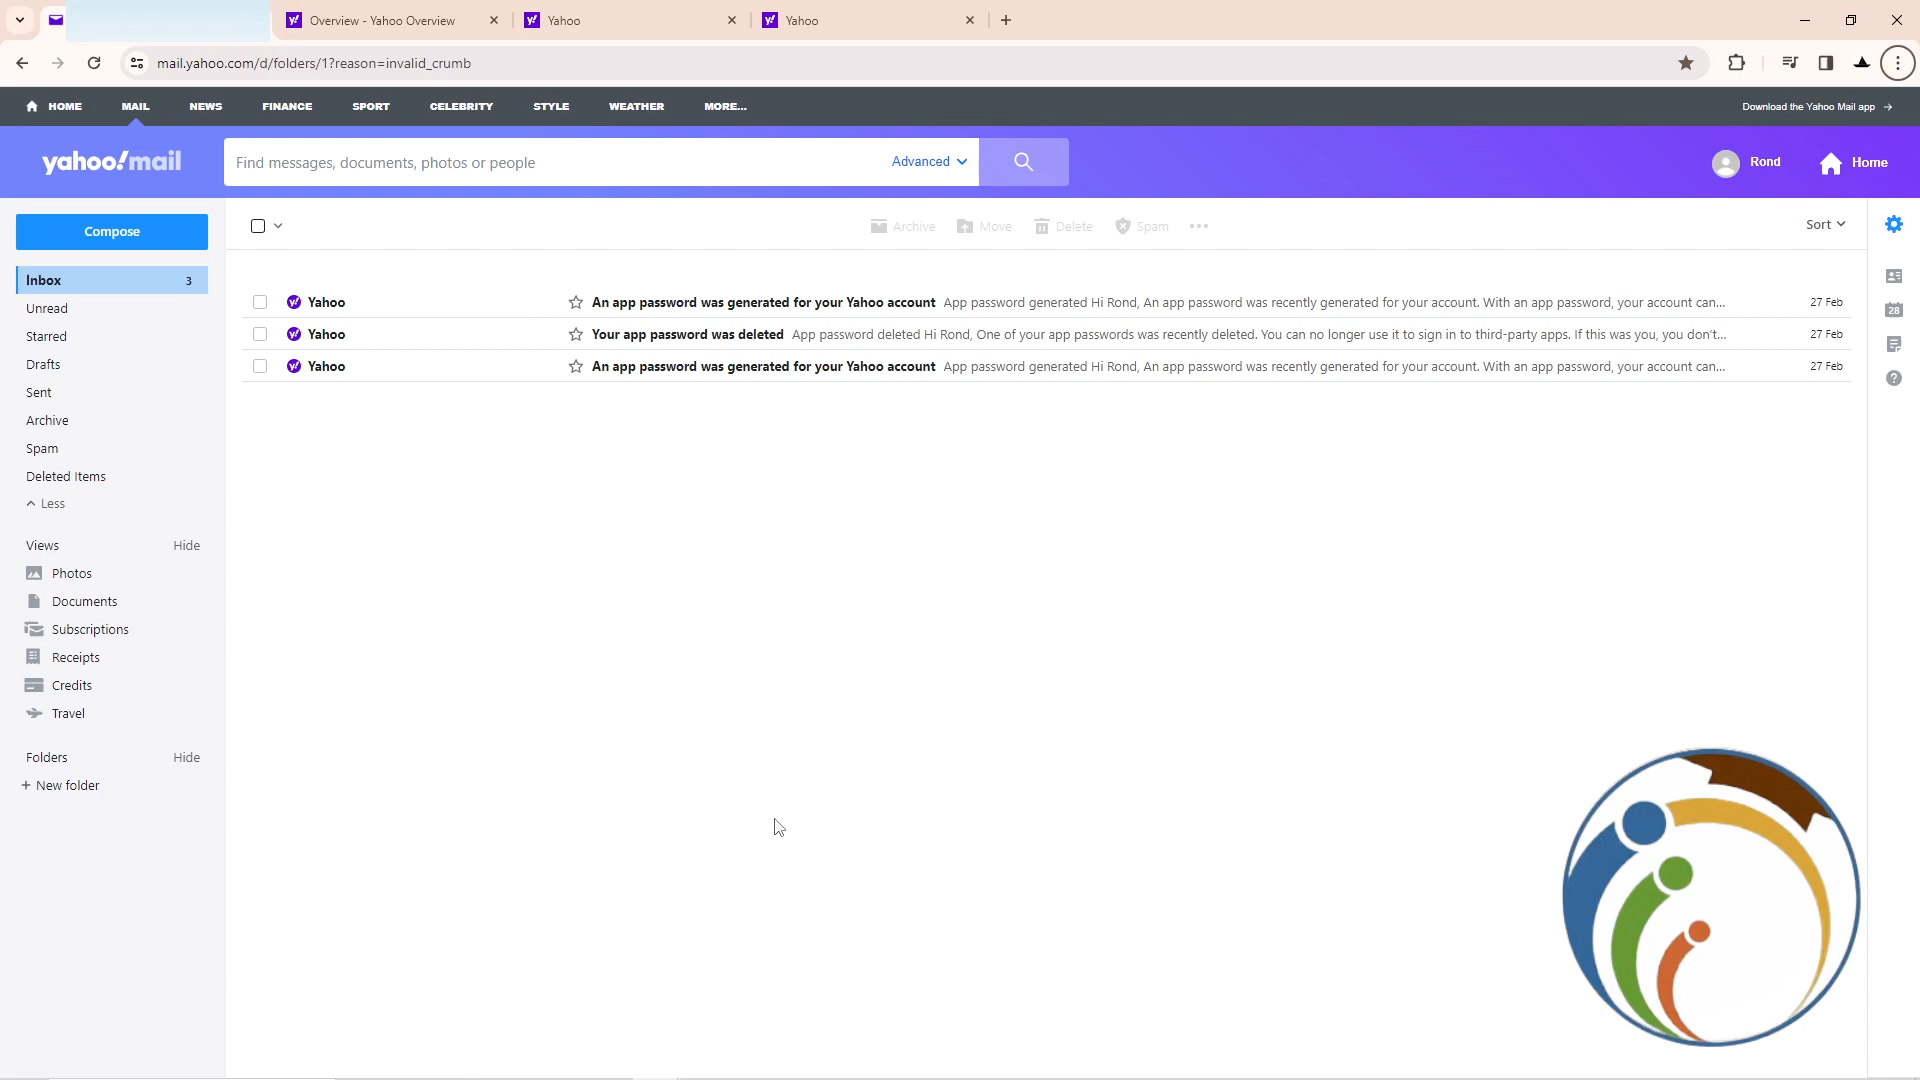 Overview - Yahoo Overview
Yahoo
Yahoo
mail.yahoo.com/d/folders/1?reason=invalid_crumb
HOME MAIL NEWS FINANCE SPORT CELEBRITY STYLE WEATHER MORE... Download the Yahoo Mail app →
yahoo!mail
Find messages, documents, photos or people
Advanced
Rond
Home
Compose
Archive Move Delete Spam
Sort
Inbox 3
Unread
Starred
Drafts
Sent
Archive
Spam
Deleted Items
Less
Views Hide
Photos
Documents
Subscriptions
Receipts
Credits
Travel
Folders Hide
+ New folder
Yahoo An app password was generated for your Yahoo account App password generated Hi Rond, An app password was recently generated for your account. With an app password, your account can... 27 Feb
Yahoo Your app password was deleted App password deleted Hi Rond, One of your app passwords was recently deleted. You can no longer use it to sign in to third-party apps. If this was you, you don't... 27 Feb
Yahoo An app password was generated for your Yahoo account App password generated Hi Rond, An app password was recently generated for your account. With an app password, your account can... 27 Feb
28